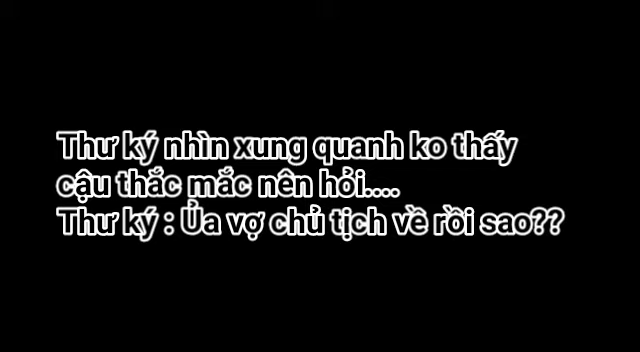 Thư ký nhìn xung quanh ko thấy
cậu thắc mắc nên hỏi....
Thư ký : Ủa vợ chủ tịch về rồi sao??